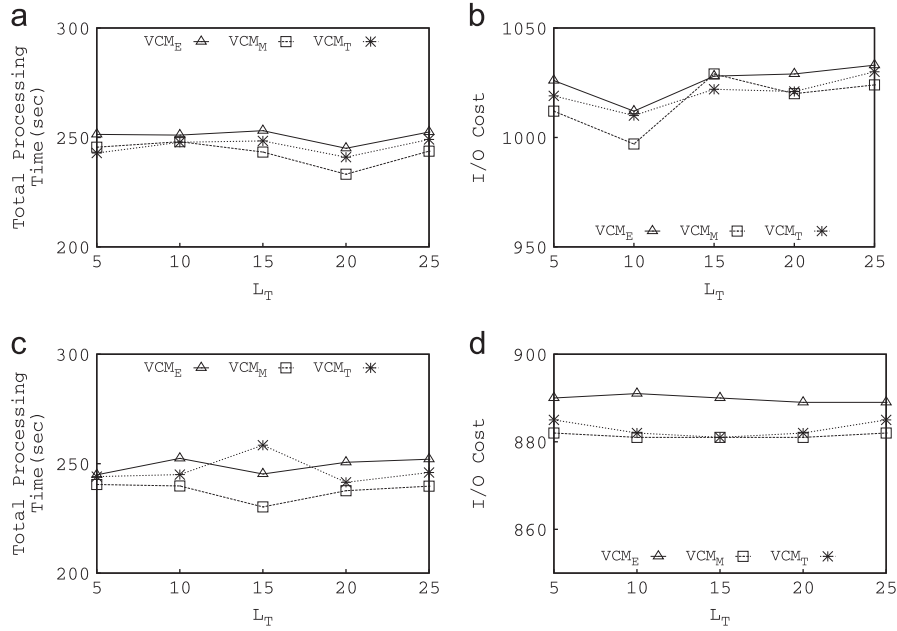 a
300
250
200
Total Processing
Time(sec)
VCM_E VCM_M VCM_T
5 10 15 20 25
L_T
b
1050
1000
950
I/O Cost
VCM_E VCM_M VCM_T
5 10 15 20 25
L_T
c
300
250
200
Total Processing
Time(sec)
VCM_E VCM_M VCM_T
5 10 15 20 25
L_T
d
900
880
860
I/O Cost
VCM_E VCM_M VCM_T
5 10 15 20 25
L_T